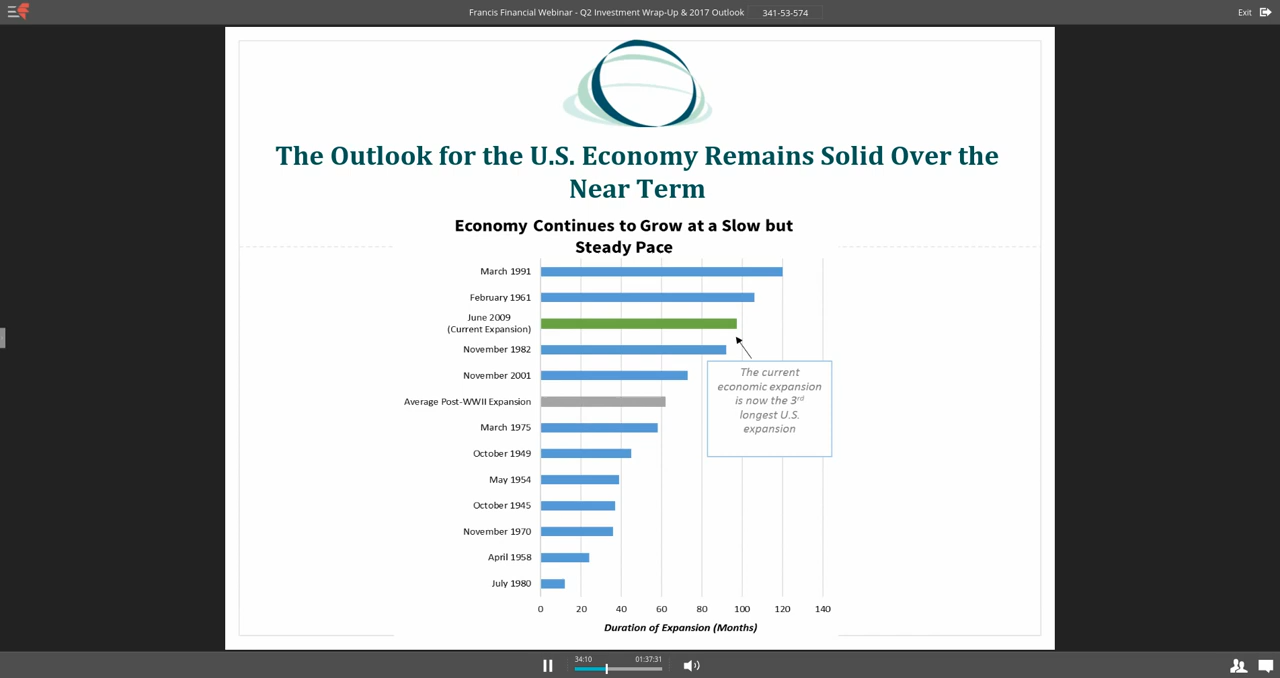 Francis Financial Webinar - Q2 Investment Wrap-Up & 2017 Outlook 341-53-574 Exit
The Outlook for the U.S. Economy Remains Solid Over the
Near Term
Economy Continues to Grow at a Slow but
Steady Pace
March 1991
February 1961
June 2009
(Current Expansion)
November 1982
November 2001
Average Post-WWII Expansion
March 1975
October 1949
May 1954
October 1945
November 1970
April 1958
July 1980
The current
economic expansion
is now the 3rd
longest U.S.
expansion
0 20 40 60 80 100 120 140
Duration of Expansion (Months)
34:10 01:37:31